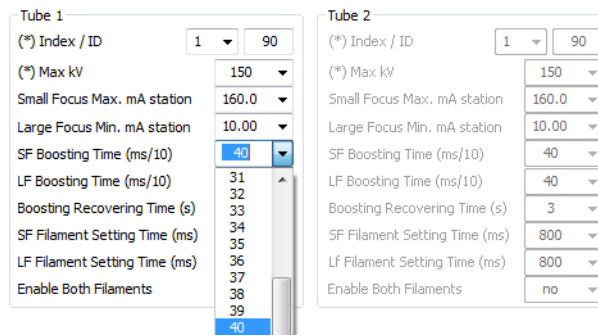 Tube 1
(*) Index / ID 1 90
(*) Max kV 150
Small Focus Max. mA station 160.0
Large Focus Min. mA station 10.00
SF Boosting Time (ms/10) 40
LF Boosting Time (ms/10) 31
32
Boosting Recovering Time (s) 33
34
SF Filament Setting Time (ms) 35
LF Filament Setting Time (ms) 36
37
Enable Both Filaments 38
39
40
Tube 2
(*) Index / ID 1 90
(*) Max kV 150
Small Focus Max. mA station 160.0
Large Focus Min. mA station 10.00
SF Boosting Time (ms/10) 40
LF Boosting Time (ms/10) 40
Boosting Recovering Time (s) 3
SF Filament Setting Time (ms) 800
LF Filament Setting Time (ms) 800
Enable Both Filaments no